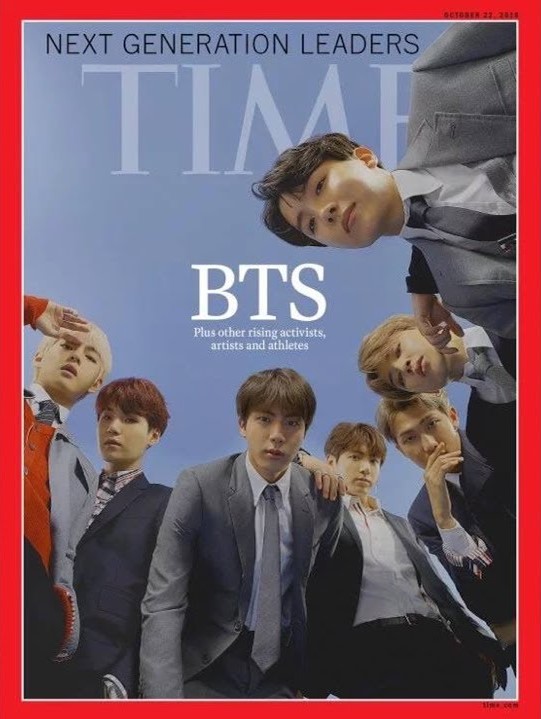 OCTOBER 22, 2018
NEXT GENERATION LEADERS
TIME
BTS
Plus other rising activists,
artists and athletes
time.com